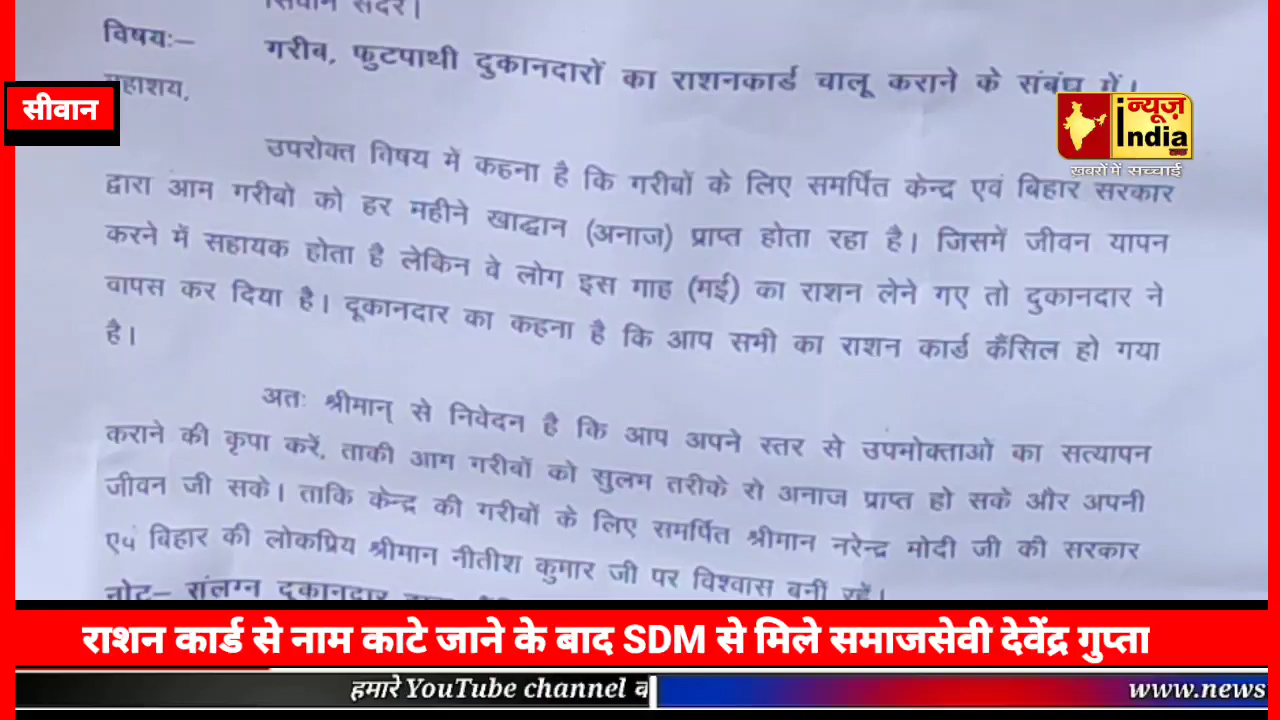 सिवान सदर।
विषयः– गरीब, फुटपाथी दुकानदारों का राशनकार्ड चालू कराने के संबंध में।
महाशय,
सीवान
न्यूज़
India
तक
खबरों में सच्चाई
उपरोक्त विषय में कहना है कि गरीबों के लिए समर्पित केन्द्र एवं बिहार सरकार
द्वारा आम गरीबो को हर महीने खाद्धान (अनाज) प्राप्त होता रहा है। जिसमें जीवन यापन
करने में सहायक होता है लेकिन वे लोग इस माह (मई) का राशन लेने गए तो दुकानदार ने
वापस कर दिया है। दूकानदार का कहना है कि आप सभी का राशन कार्ड कैंसिल हो गया
है।
अतः श्रीमान् से निवेदन है कि आप अपने स्तर से उपभोक्ताओं का सत्यापन
कराने की कृपा करें, ताकी आम गरीबों को सुलभ तरीके से अनाज प्राप्त हो सके और अपनी
जीवन जी सके। ताकि केन्द्र की गरीबों के लिए समर्पित श्रीमान नरेन्द्र मोदी जी की सरकार
एवं बिहार की लोकप्रिय श्रीमान नीतीश कुमार जी पर विश्वास बनीं रहें।
नोट– संलग्न दूकानदार
राशन कार्ड से नाम काटे जाने के बाद SDM से मिले समाजसेवी देवेंद्र गुप्ता
हमारे YouTube channel व
www.news